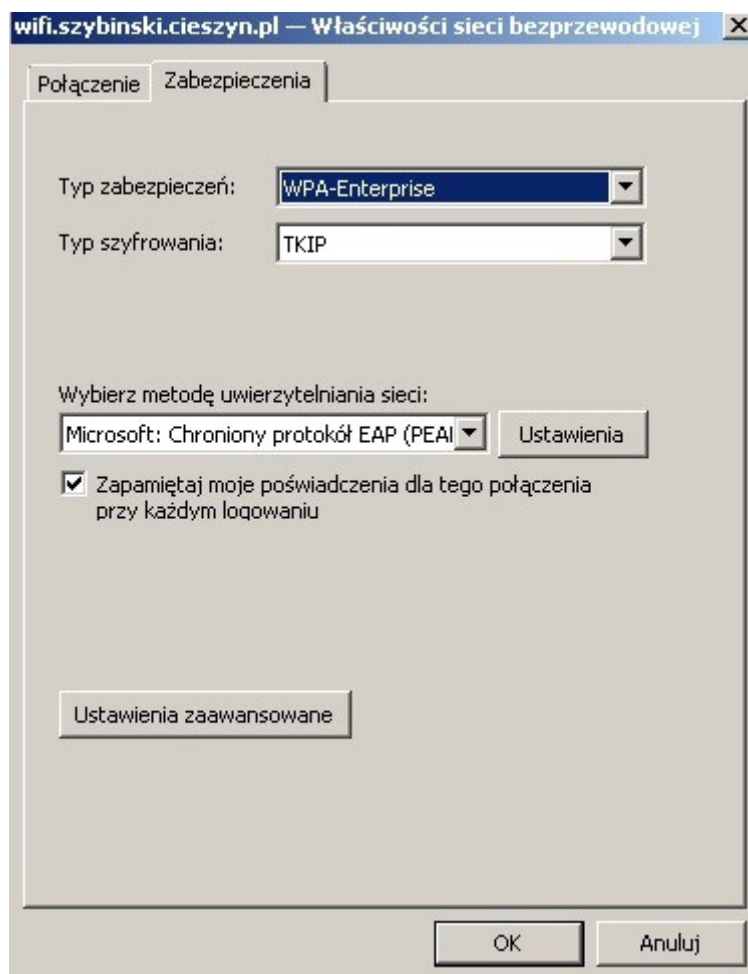 wifi.szybinski.cieszyn.pl — Właściwości sieci bezprzewodowej
Połączenie Zabezpieczenia
Typ zabezpieczeń: WPA-Enterprise
Typ szyfrowania: TKIP
Wybierz metodę uwierzytelniania sieci:
Microsoft: Chroniony protokół EAP (PEAI Ustawienia
Zapamiętaj moje poświadczenia dla tego połączenia
przy każdym logowaniu
Ustawienia zaawansowane
OK Anuluj